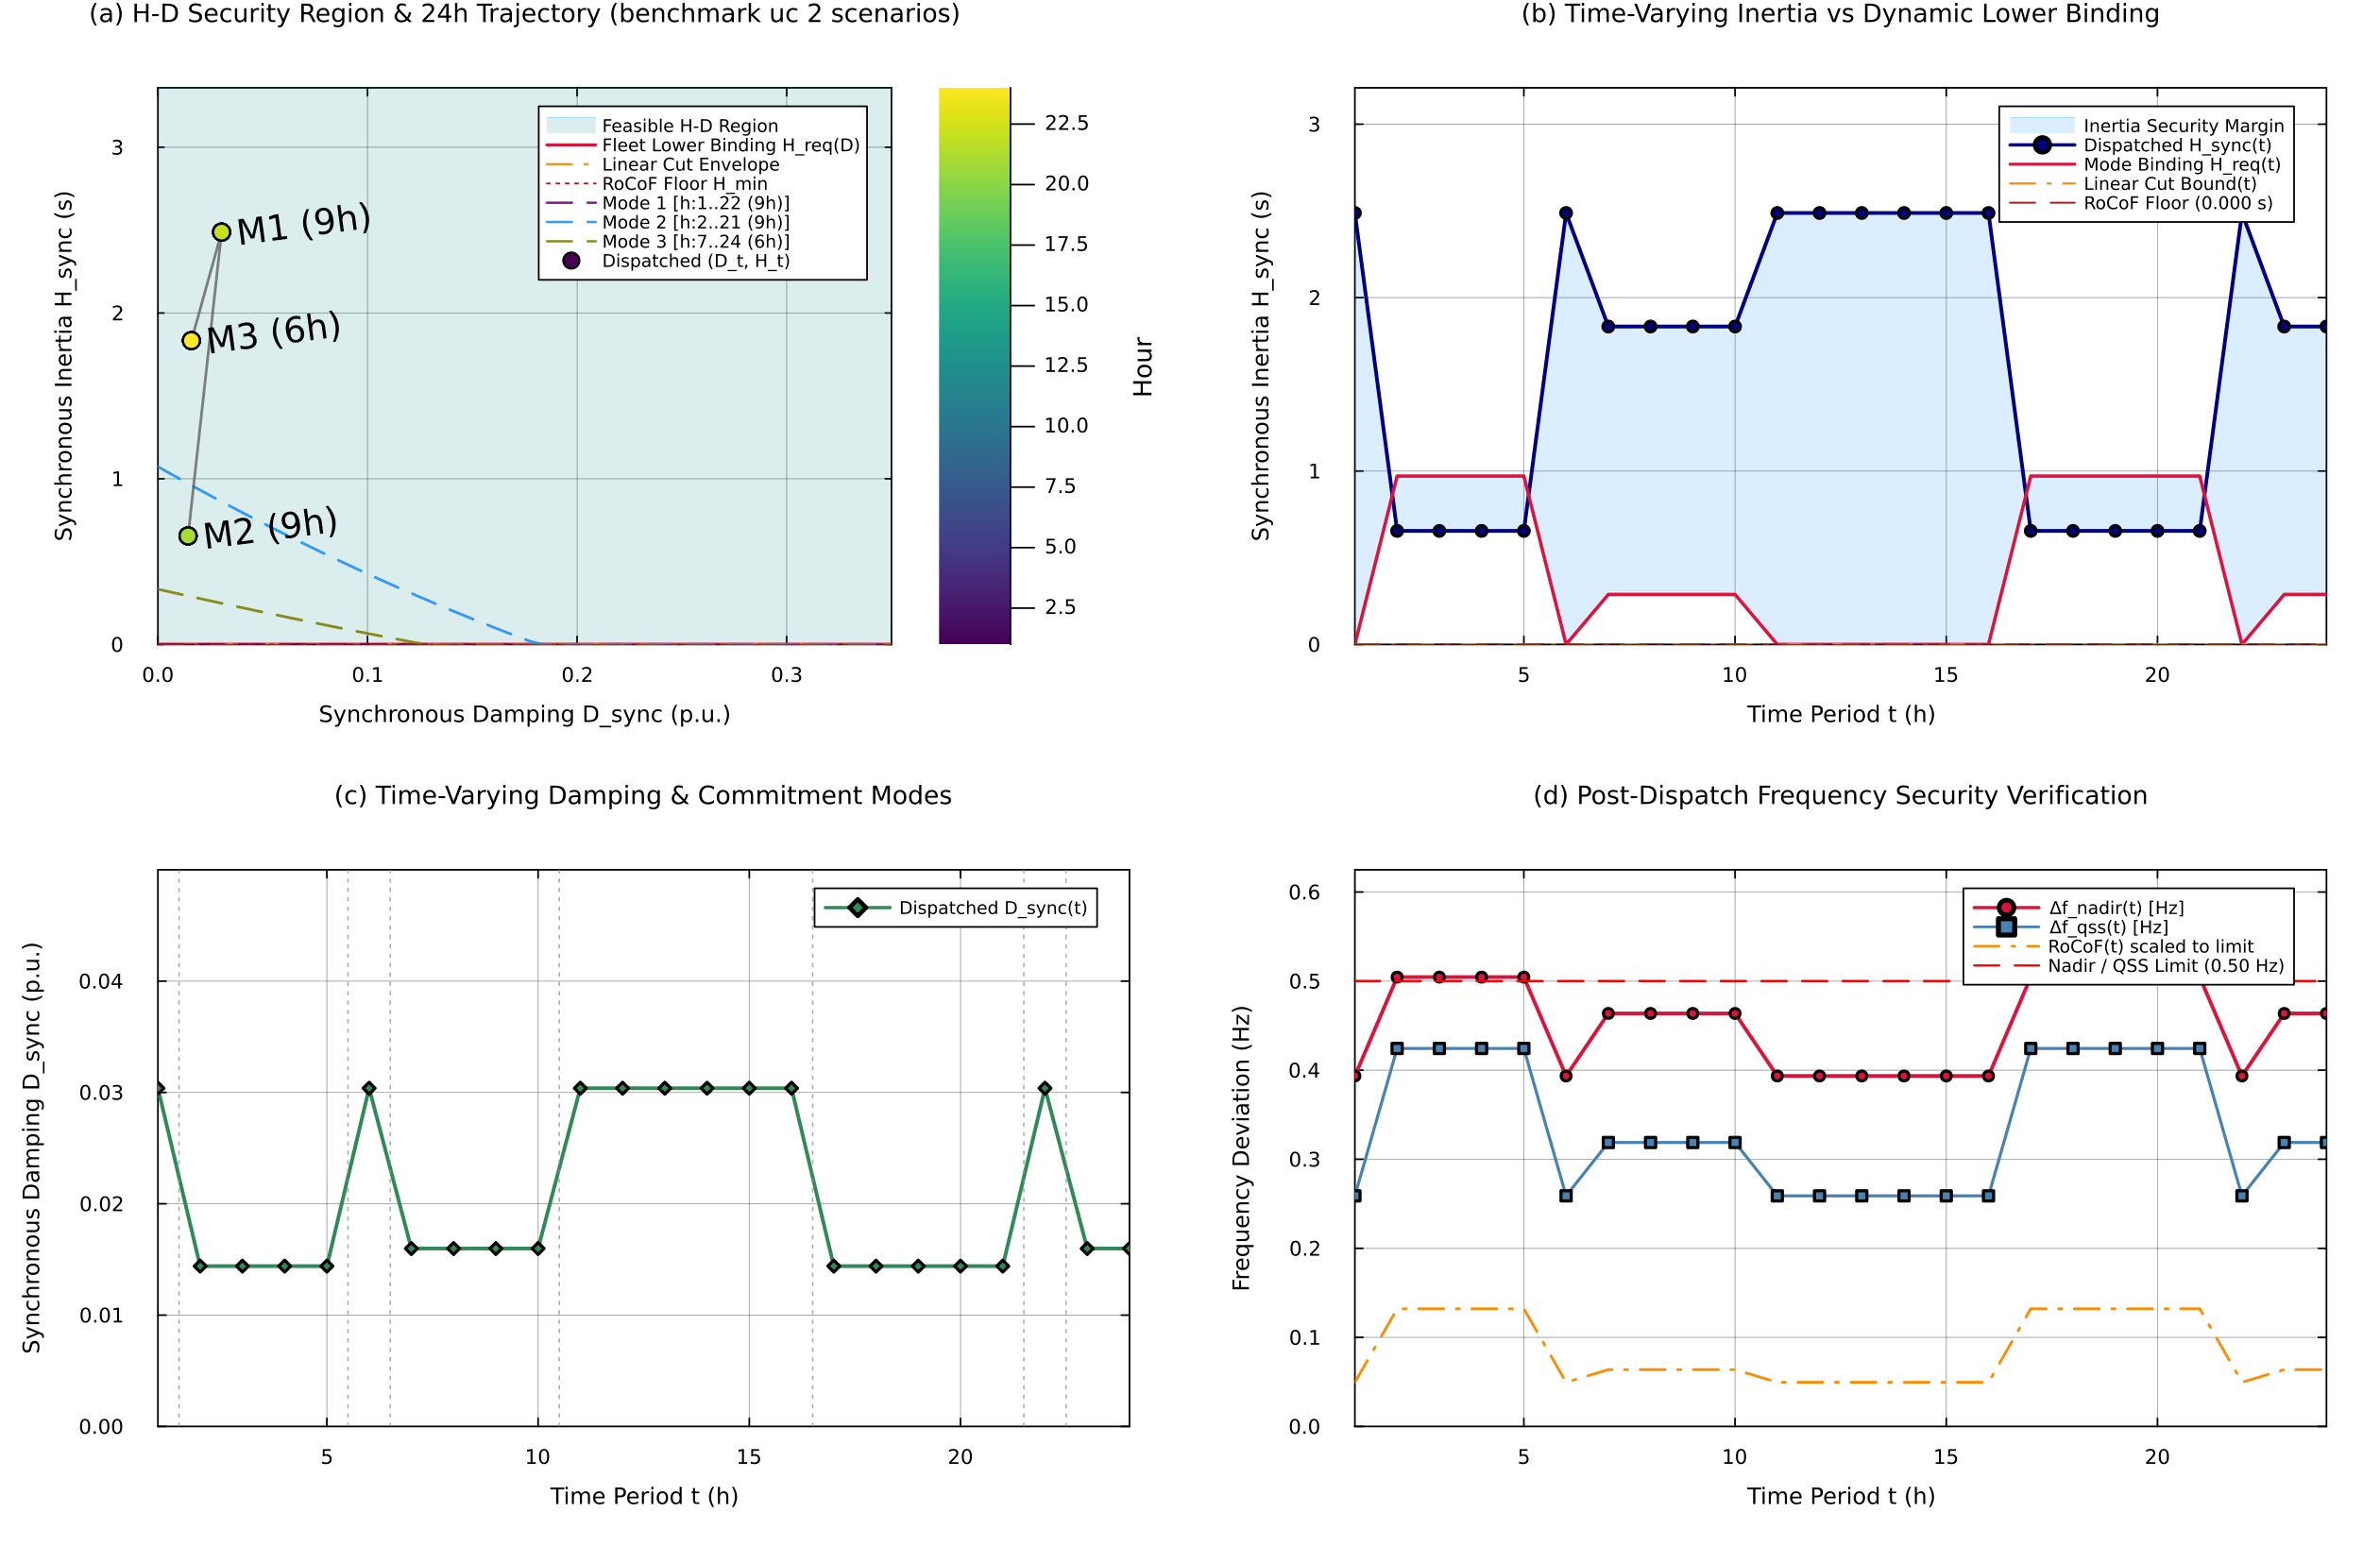 (a) H-D Security Region & 24h Trajectory (benchmark uc 2 scenarios)
Synchronous Inertia H_sync (s)
3
2
1
0
0.0
0.1
0.2
0.3
Synchronous Damping D_sync (p.u.)
M1 (9h)
M3 (6h)
M2 (9h)
Feasible H-D Region
Fleet Lower Binding H_req(D)
Linear Cut Envelope
RoCoF Floor H_min
Mode 1 [h:1..22 (9h)]
Mode 2 [h:2..21 (9h)]
Mode 3 [h:7..24 (6h)]
Dispatched (D_t, H_t)
22.5
20.0
17.5
15.0
12.5
10.0
7.5
5.0
2.5
Hour
(b) Time-Varying Inertia vs Dynamic Lower Binding
Synchronous Inertia H_sync (s)
3
2
1
0
5
10
15
20
Time Period t (h)
Inertia Security Margin
Dispatched H_sync(t)
Mode Binding H_req(t)
Linear Cut Bound(t)
RoCoF Floor (0.000 s)
(c) Time-Varying Damping & Commitment Modes
Synchronous Damping D_sync (p.u.)
0.04
0.03
0.02
0.01
0.00
5
10
15
20
Time Period t (h)
Dispatched D_sync(t)
(d) Post-Dispatch Frequency Security Verification
Frequency Deviation (Hz)
0.6
0.5
0.4
0.3
0.2
0.1
0.0
5
10
15
20
Time Period t (h)
Δf_nadir(t) [Hz]
Δf_qss(t) [Hz]
RoCoF(t) scaled to limit
Nadir / QSS Limit (0.50 Hz)